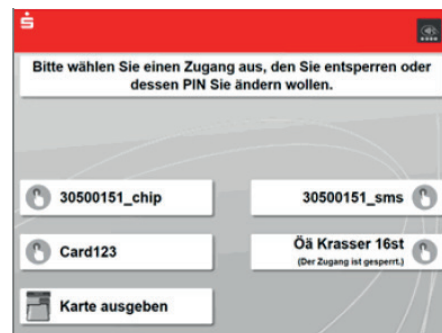 Bitte wählen Sie einen Zugang aus, den Sie entsperren oder
dessen PIN Sie ändern wollen.
30500151_chip
30500151_sms
Card123
Öä Krasser 16st
(Der Zugang ist gesperrt.)
Karte ausgeben